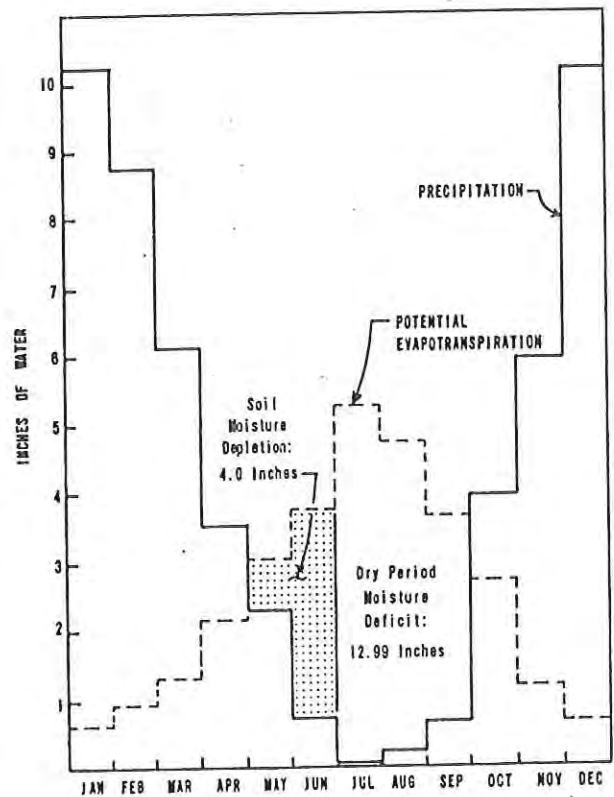 10
9
8
7
6
5
4
3
2
1
INCHES OF WATER
PRECIPITATION
POTENTIAL
EVAPOTRANSPIRATION
Soil
Moisture
Depletion:
4.0 Inches
Dry Period
Moisture
Deficit:
12.99 Inches
JAN FEB MAR APR MAY JUN JUL AUG SEP OCT NOV DEC